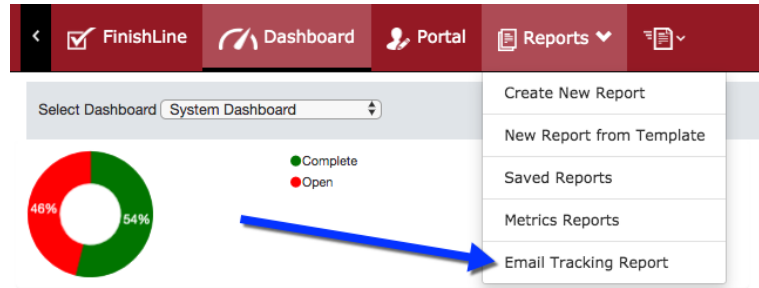 FinishLine Dashboard Portal Reports
Select Dashboard System Dashboard
Create New Report
New Report from Template
Saved Reports
Metrics Reports
Email Tracking Report
Complete
Open
46%
54%